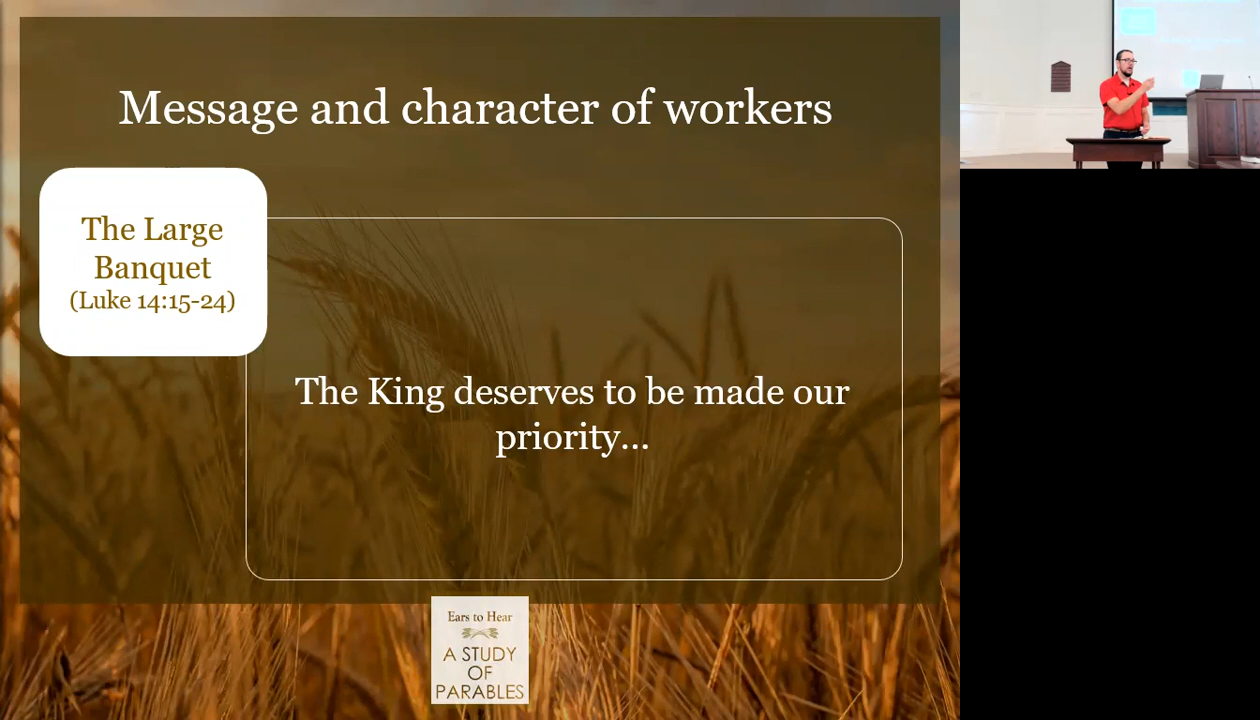 Message and character of workers
The Large
Banquet
(Luke 14:15-24)
The King deserves to be made our
priority...
Ears to Hear
A STUDY
OF
PARABLES